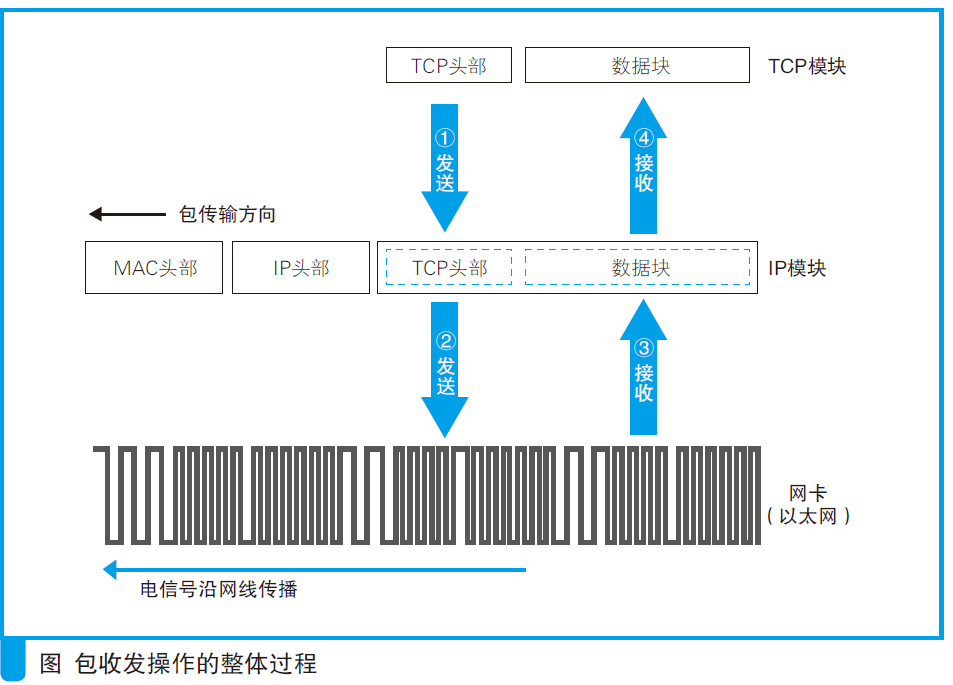 TCP头部 数据块 TCP模块
①发送 ④接收
包传输方向
MAC头部 IP头部 TCP头部 数据块 IP模块
②发送 ③接收
网卡
(以太网)
电信号沿网线传播
图 包收发操作的整体过程